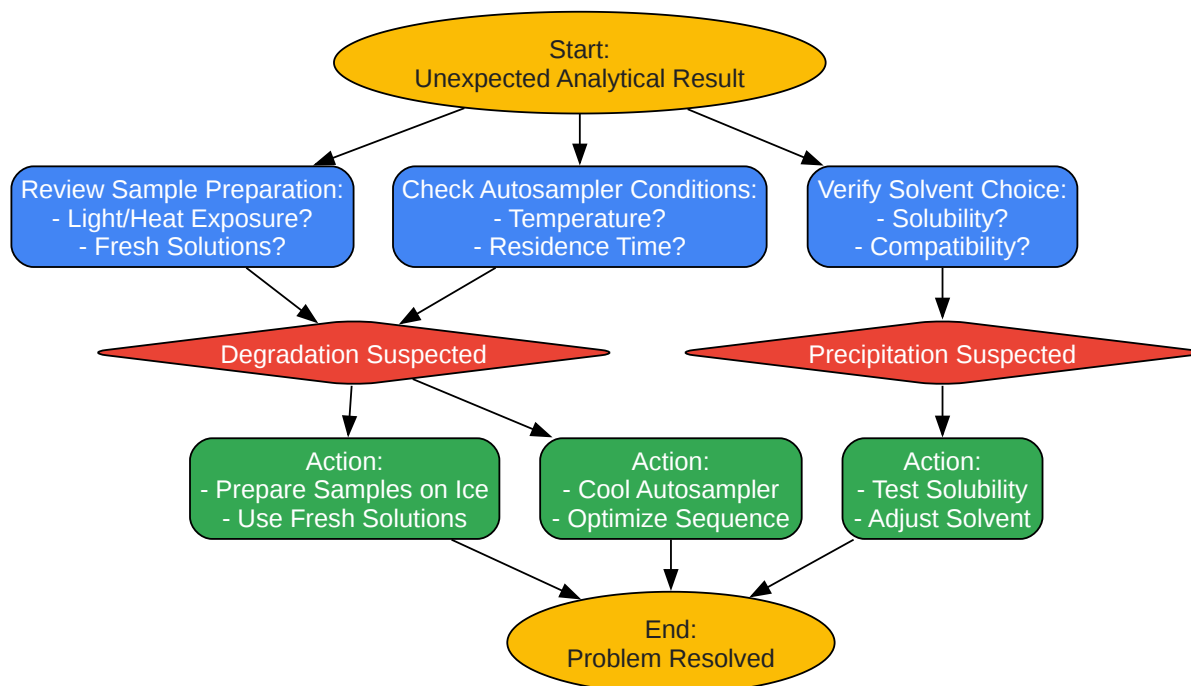 Start:
Unexpected Analytical Result
Review Sample Preparation:
- Light/Heat Exposure?
- Fresh Solutions?
Check Autosampler Conditions:
- Temperature?
- Residence Time?
Verify Solvent Choice:
- Solubility?
- Compatibility?
Degradation Suspected
Precipitation Suspected
Action:
- Prepare Samples on Ice
- Use Fresh Solutions
Action:
- Cool Autosampler
- Optimize Sequence
Action:
- Test Solubility
- Adjust Solvent
End:
Problem Resolved